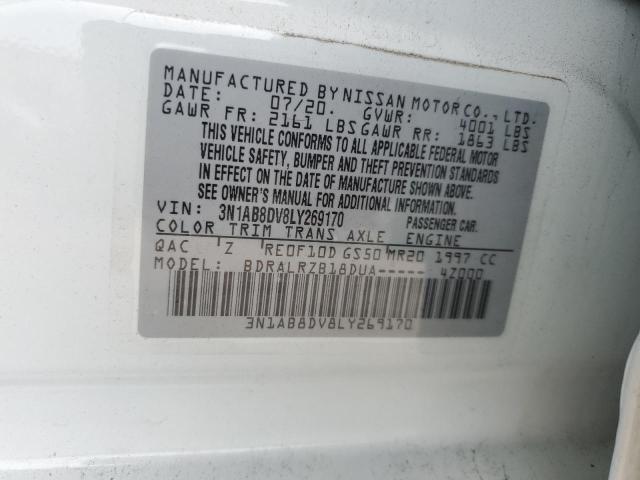 MANUFACTURED BY NISSAN MOTOR CO., LTD.
DATE: 07/20. GVWR: 4001 LBS
GAWR FR: 2161 LBS GAWR RR: 1863 LBS
THIS VEHICLE CONFORMS TO ALL APPLICABLE FEDERAL MOTOR
VEHICLE SAFETY, BUMPER AND THEFT PREVENTION STANDARDS
IN EFFECT ON THE DATE OF MANUFACTURE SHOWN ABOVE.
SEE OWNER'S MANUAL FOR ADDITIONAL INFORMATION.
VIN: 3N1AB8DV8LY269170 PASSENGER CAR.
COLOR TRIM TRANS AXLE ENGINE
QAC Z RE0F10D GS50 MR20 1997 CC
BDRALRZB18DUA----- 4Z000
3N1AB8DV8LY269170